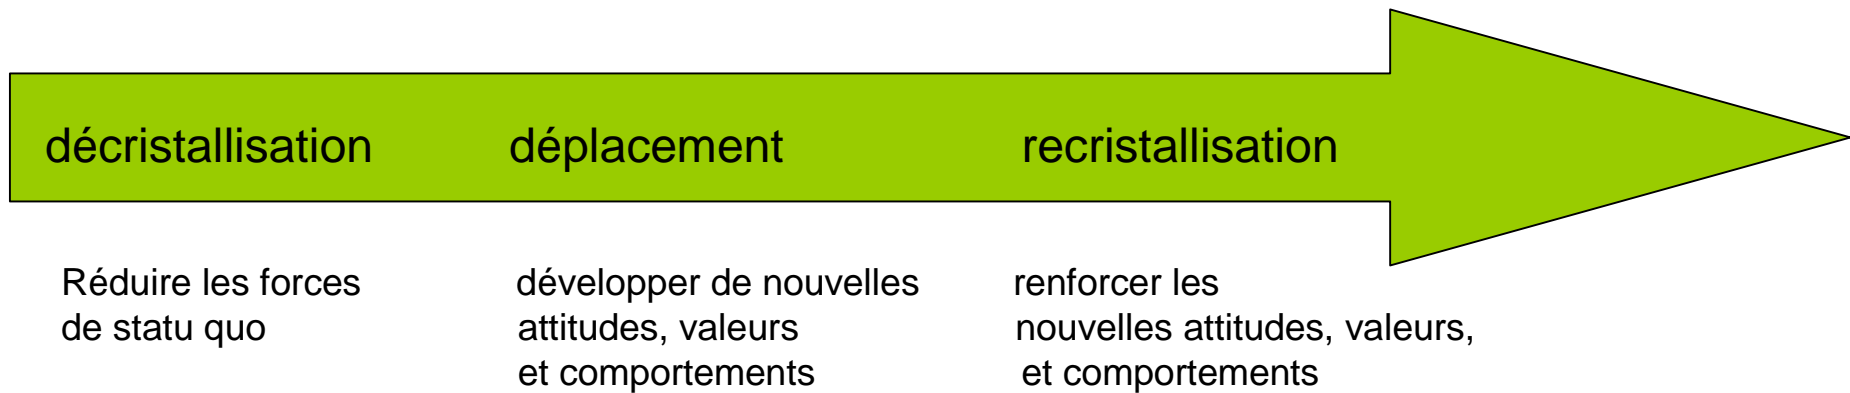 décristallisation
déplacement
recristallisation
Réduire les forces
de statu quo
développer de nouvelles
attitudes, valeurs
et comportements
renforcer les
nouvelles attitudes, valeurs,
et comportements